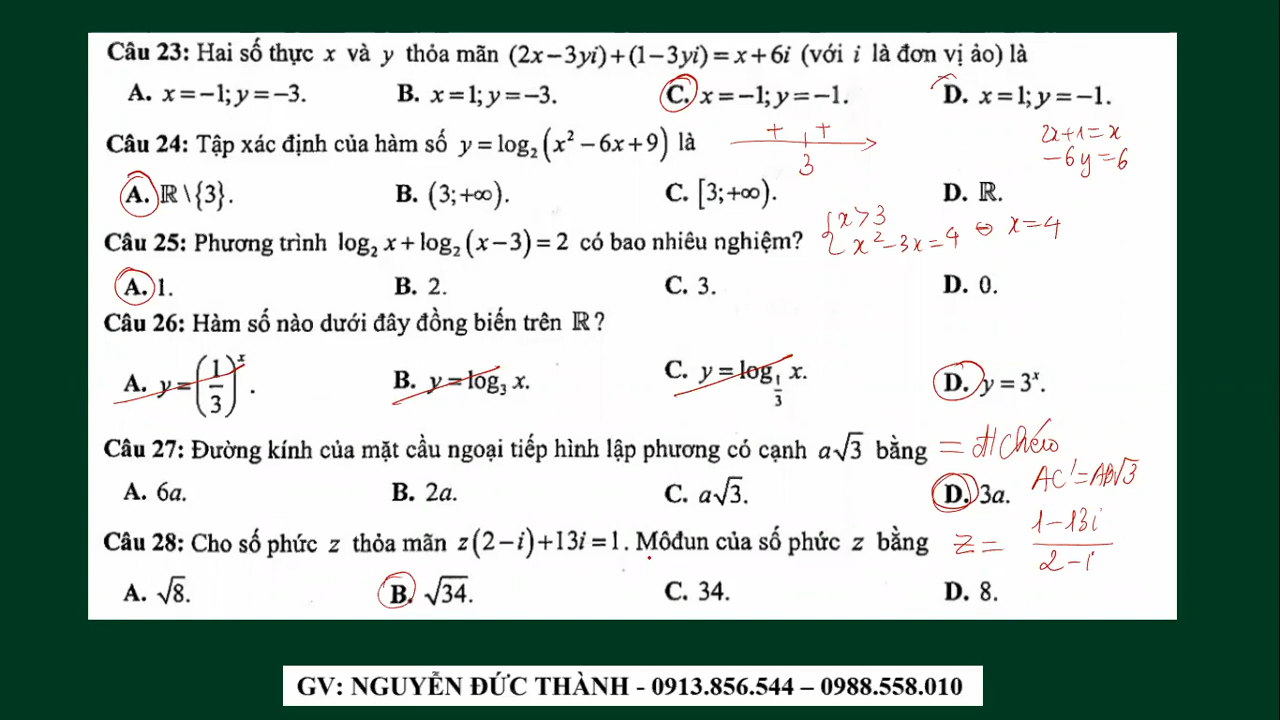 Câu 23: Hai số thực x và y thỏa mãn (2x−3yi)+(1−3yi)=x+6i (với i là đơn vị ảo) là
A. x=−1; y=−3. B. x=1; y=−3. C. x=−1; y=−1. D. x=1; y=−1.
2x+1=x
−6y=6
Câu 24: Tập xác định của hàm số y=log₂(x²−6x+9) là
+ +
3
A. ℝ\{3}. B. (3;+∞). C. [3;+∞). D. ℝ.
Câu 25: Phương trình log₂x+log₂(x−3)=2 có bao nhiêu nghiệm?
{x>3
x²−3x=4 ⇔ x=4
A. 1. B. 2. C. 3. D. 0.
Câu 26: Hàm số nào dưới đây đồng biến trên ℝ?
A. y=(1/3)ˣ. B. y=log₃x. C. y=log_{1/3}x. D. y=3ˣ.
Câu 27: Đường kính của mặt cầu ngoại tiếp hình lập phương có cạnh a√3 bằng = đ chéo
AC'=AB√3
A. 6a. B. 2a. C. a√3. D. 3a.
Câu 28: Cho số phức z thỏa mãn z(2−i)+13i=1. Môđun của số phức z bằng z= (1−13i)/(2−i)
A. √8. B. √34. C. 34. D. 8.
GV: NGUYỄN ĐỨC THÀNH - 0913.856.544 – 0988.558.010